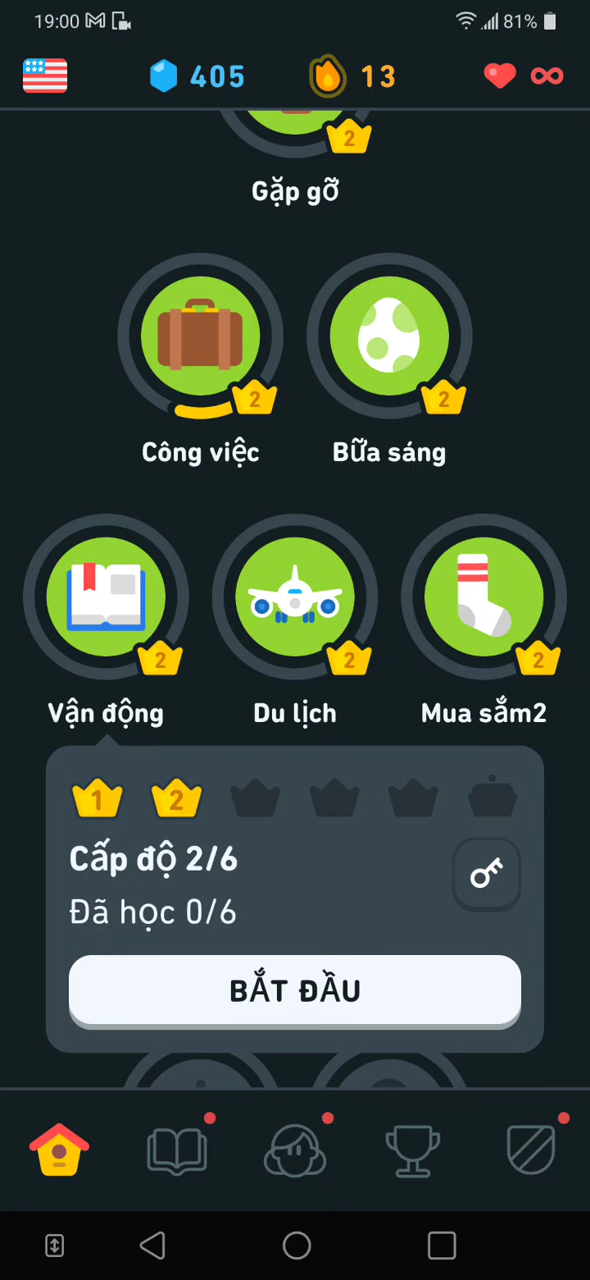 19:00 81%
405 13
2
Gặp gỡ
2 2
Công việc Bữa sáng
2 2 2
Vận động Du lịch Mua sắm2
1 2
Cấp độ 2/6
Đã học 0/6
BẮT ĐẦU